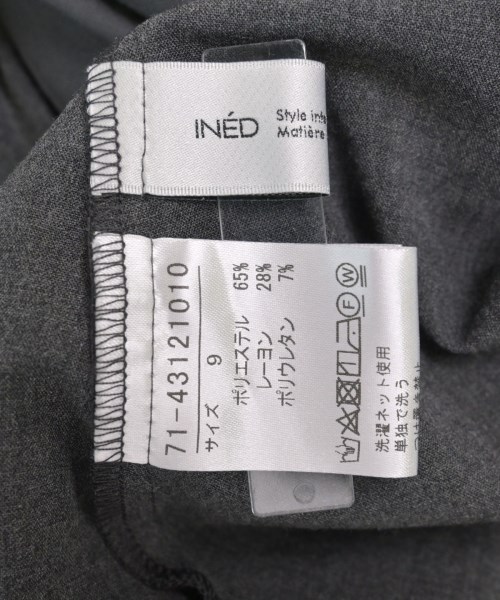 INÉD
Style inte
Matière
71-43121010
サイズ 9
ポリエステル 65%
レーヨン 28%
ポリウレタン 7%
F W
洗濯ネット使用
単独で洗う